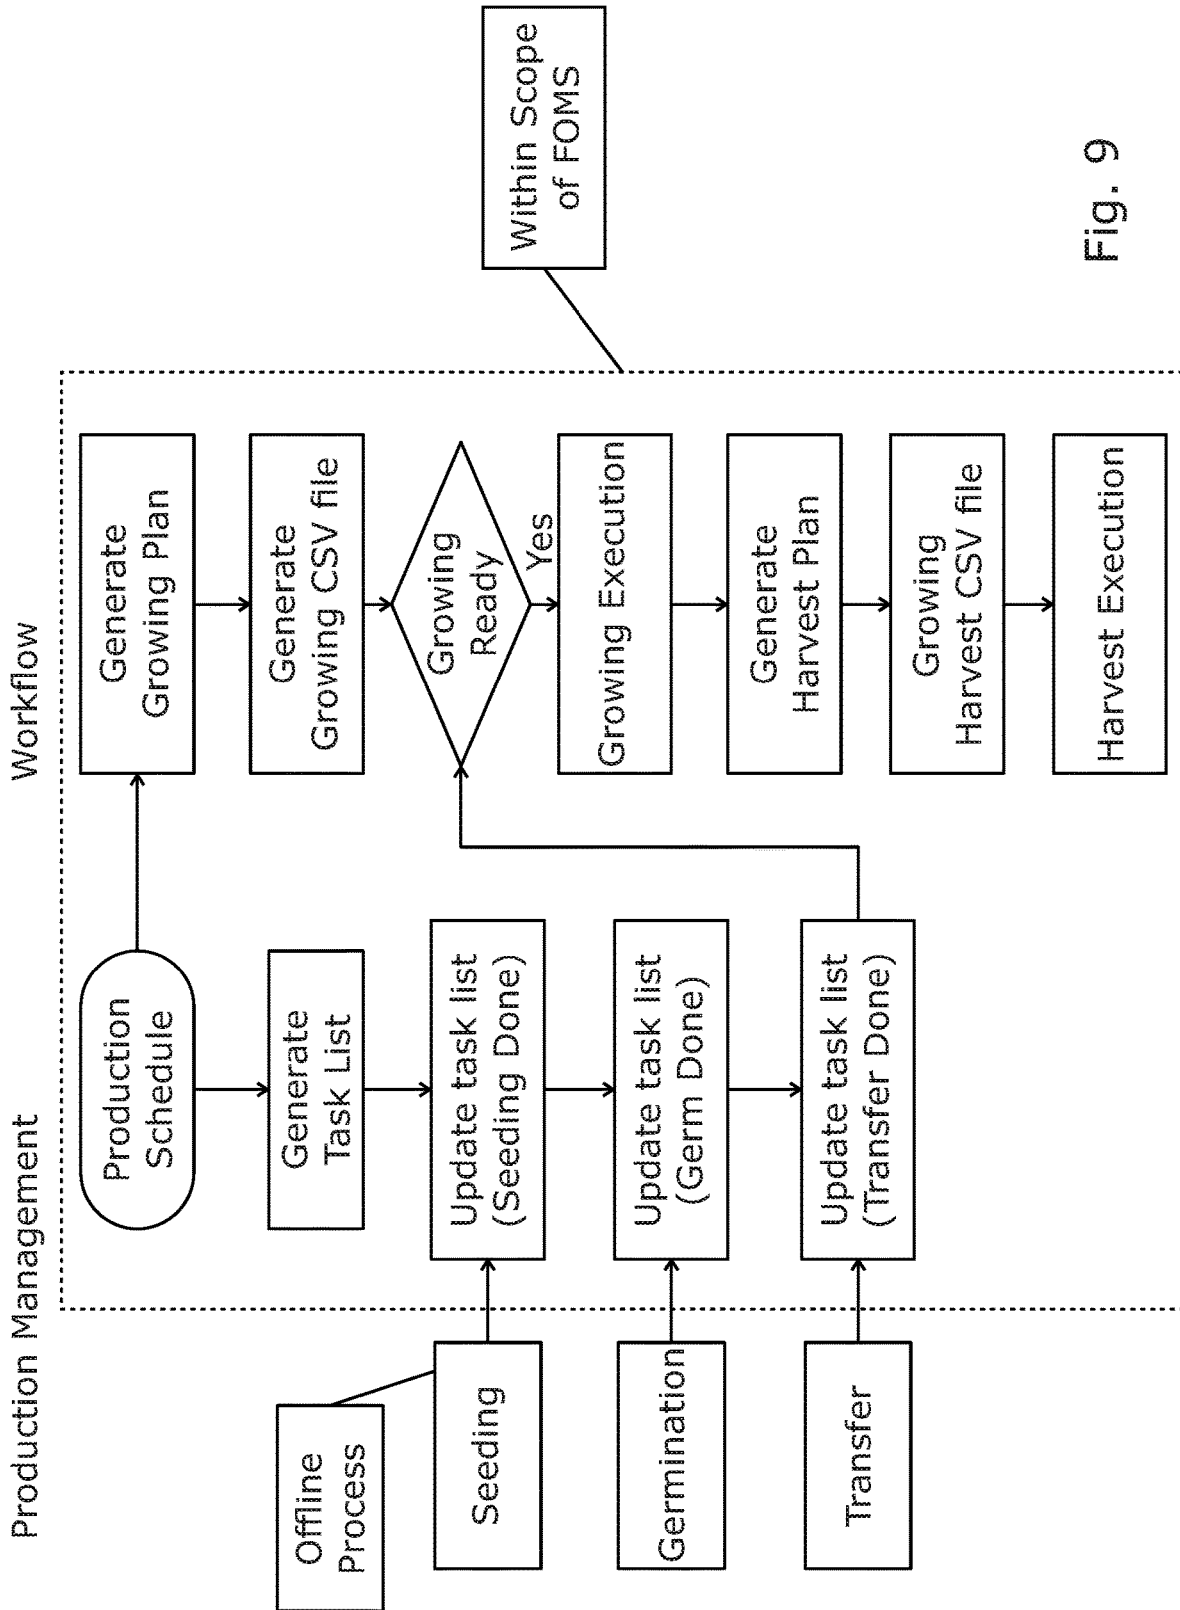 Production Management
Workflow
Offline
Process
Seeding
Germination
Transfer
Production
Schedule
Generate
Task List
Update task list
(Seeding Done)
Update task list
(Germ Done)
Update task list
(Transfer Done)
Generate
Growing Plan
Generate
Growing CSV file
Growing
Ready
Yes
Growing Execution
Generate
Harvest Plan
Growing
Harvest CSV file
Harvest Execution
Within Scope
of FOMS
Fig. 9